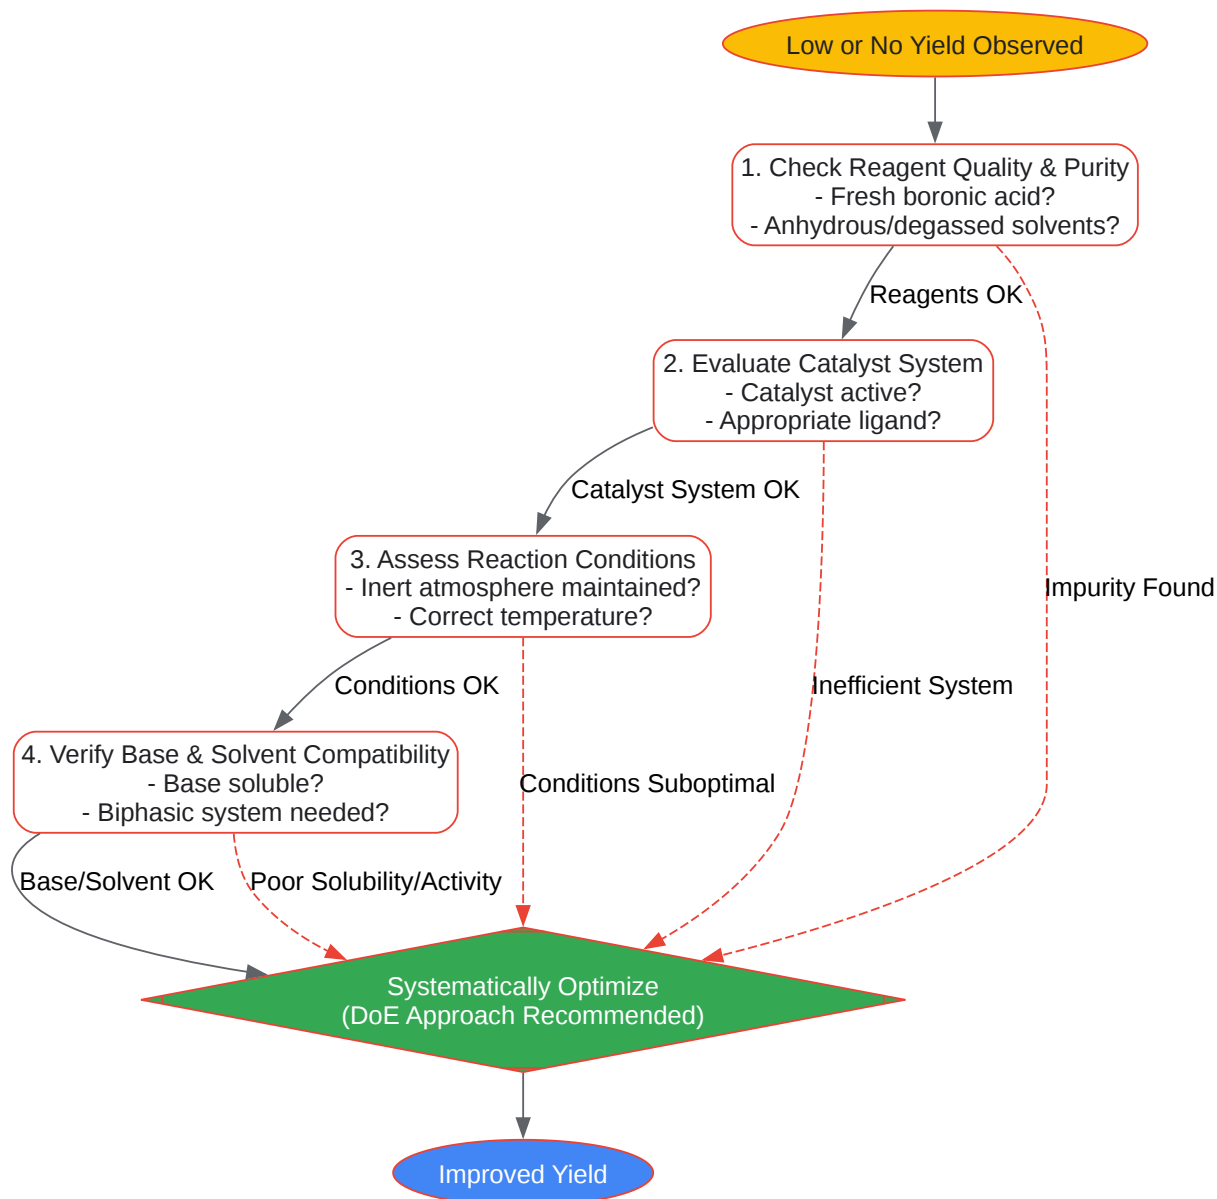 Low or No Yield Observed
1. Check Reagent Quality & Purity
- Fresh boronic acid?
- Anhydrous/degassed solvents?
Reagents OK
2. Evaluate Catalyst System
- Catalyst active?
- Appropriate ligand?
Catalyst System OK
3. Assess Reaction Conditions
- Inert atmosphere maintained?
- Correct temperature?
Impurity Found
Conditions OK
Inefficient System
4. Verify Base & Solvent Compatibility
- Base soluble?
- Biphasic system needed?
Conditions Suboptimal
Base/Solvent OK
Poor Solubility/Activity
Systematically Optimize
(DoE Approach Recommended)
Improved Yield